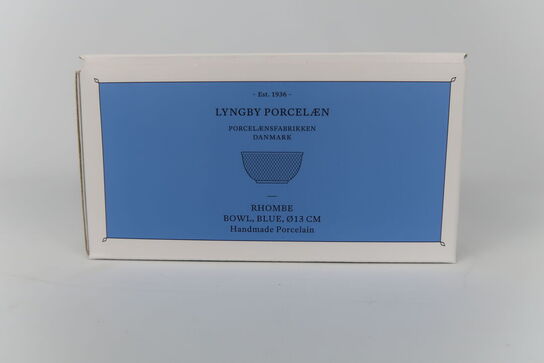 - Est. 1936 -
LYNGBY PORCELÆN
PORCELÆNSFABRIKKEN
DANMARK
RHOMBE
BOWL, BLUE, Ø13 CM
Handmade Porcelain